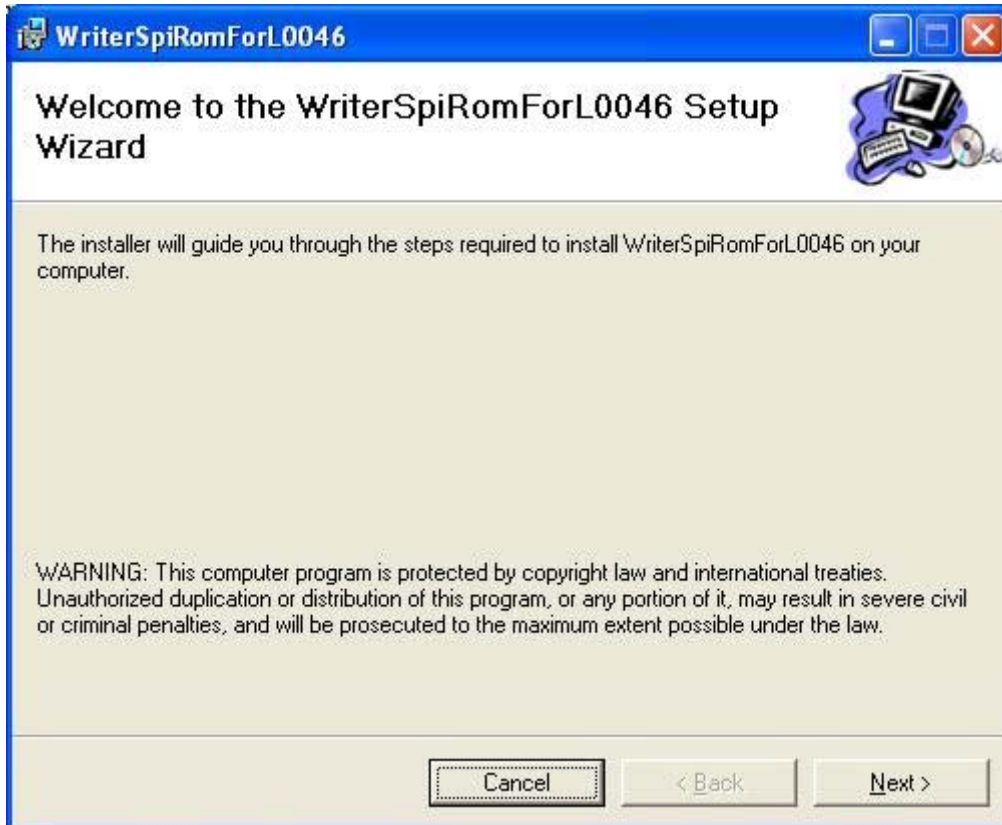 WriterSpiRomForL0046
Welcome to the WriterSpiRomForL0046 Setup
Wizard
The installer will guide you through the steps required to install WriterSpiRomForL0046 on your
computer.
WARNING: This computer program is protected by copyright law and international treaties.
Unauthorized duplication or distribution of this program, or any portion of it, may result in severe civil
or criminal penalties, and will be prosecuted to the maximum extent possible under the law.
Cancel < Back Next >